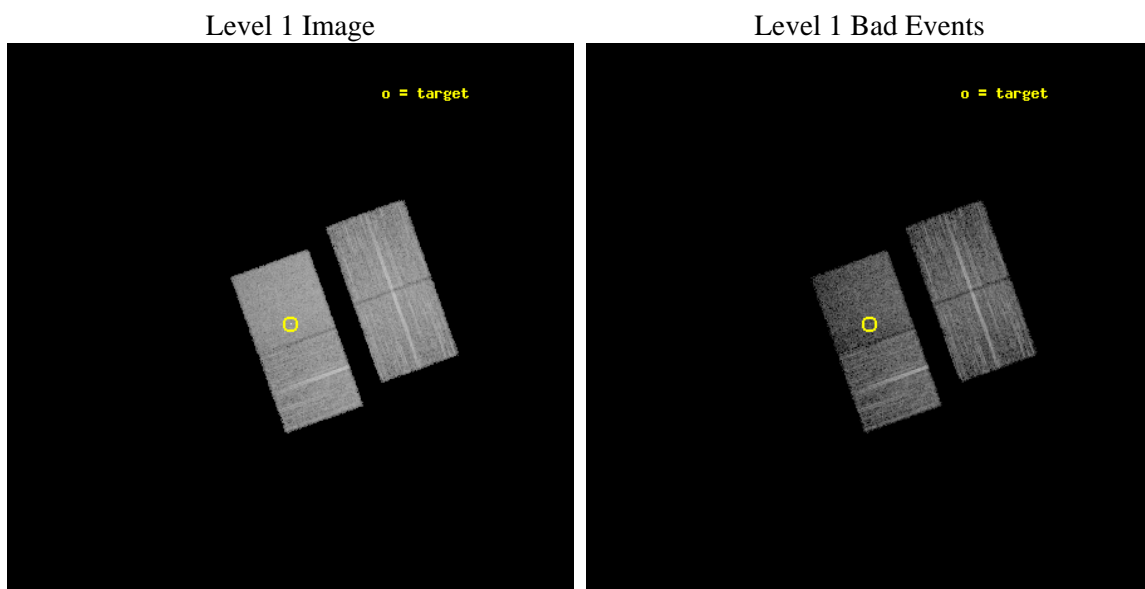 Level 1 Image
Level 1 Bad Events
o = target
o = target